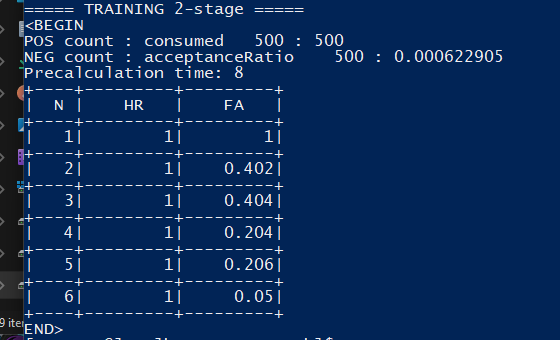 ===== TRAINING 2-stage =====
<BEGIN
POS count : consumed   500 : 500
NEG count : acceptanceRatio    500 : 0.000622905
Precalculation time: 8
+----+---------+---------+
|  N |    HR   |    FA   |
+----+---------+---------+
|   1|        1|        1|
+----+---------+---------+
|   2|        1|    0.402|
+----+---------+---------+
|   3|        1|    0.404|
+----+---------+---------+
|   4|        1|    0.204|
+----+---------+---------+
|   5|        1|    0.206|
+----+---------+---------+
|   6|        1|     0.05|
+----+---------+---------+
9 iter
END>